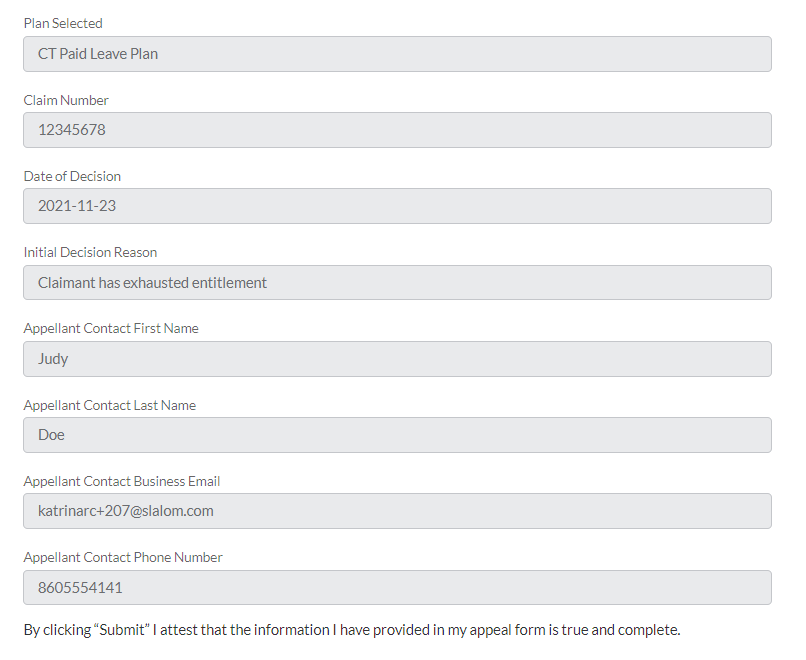 Plan Selected
CT Paid Leave Plan
Claim Number
12345678
Date of Decision
2021-11-23
Initial Decision Reason
Claimant has exhausted entitlement
Appellant Contact First Name
Judy
Appellant Contact Last Name
Doe
Appellant Contact Business Email
katrinarc+207@slalom.com
Appellant Contact Phone Number
8605554141
By clicking “Submit” I attest that the information I have provided in my appeal form is true and complete.